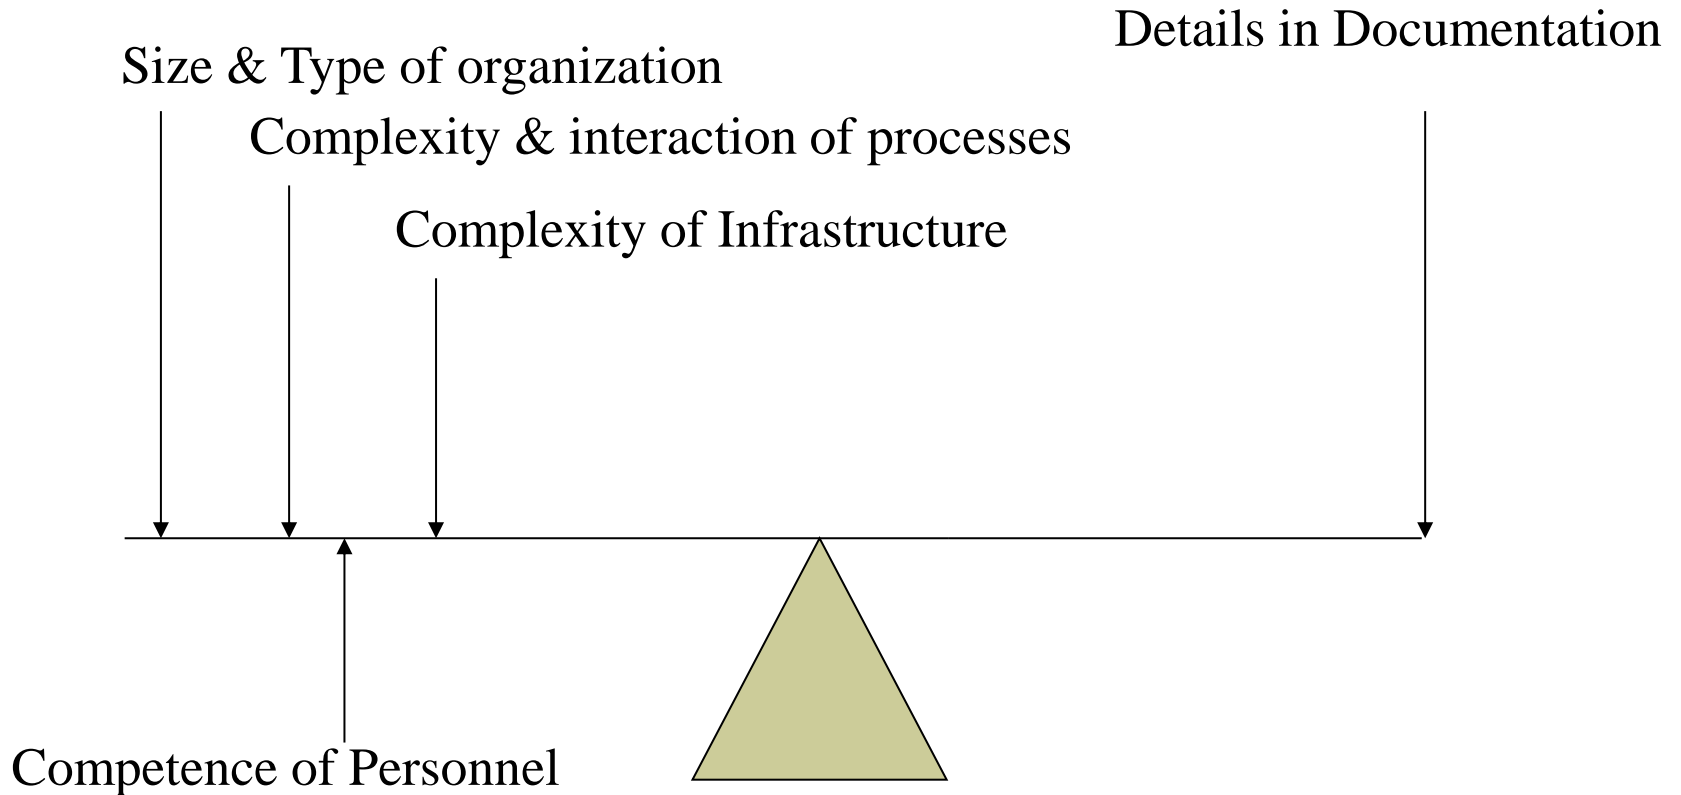 Details in Documentation
Size & Type of organization
Complexity & interaction of processes
Complexity of Infrastructure
Competence of Personnel